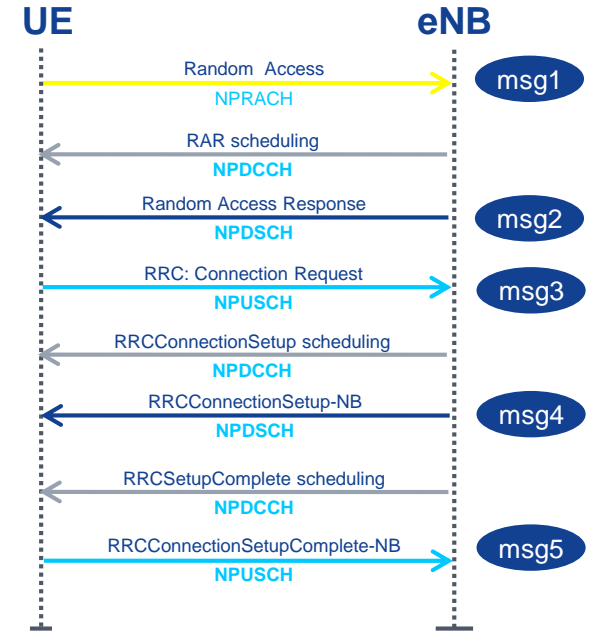 UE eNB
Random Access
NPRACH
msg1
RAR scheduling
NPDCCH
Random Access Response
NPDSCH
msg2
RRC: Connection Request
NPUSCH
msg3
RRCConnectionSetup scheduling
NPDCCH
RRCConnectionSetup-NB
NPDSCH
msg4
RRCSetupComplete scheduling
NPDCCH
RRCConnectionSetupComplete-NB
NPUSCH
msg5